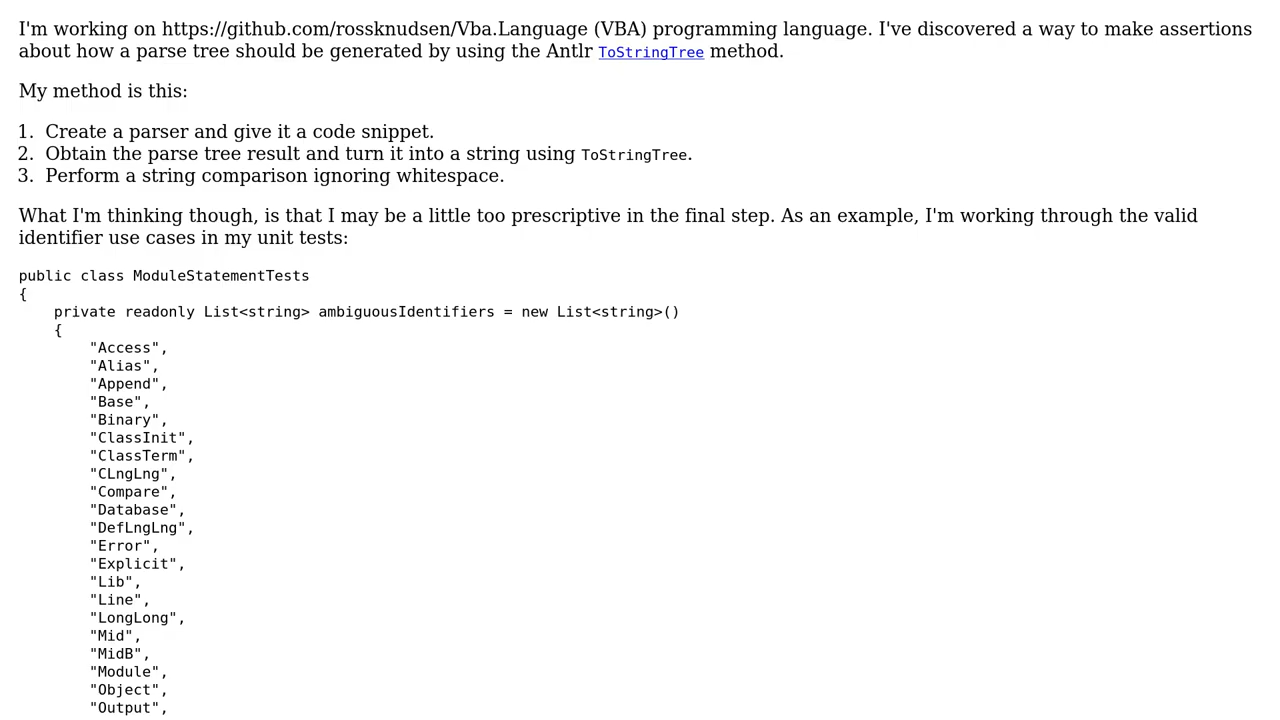 I'm working on https://github.com/rossknudsen/Vba.Language (VBA) programming language. I've discovered a way to make assertions
about how a parse tree should be generated by using the Antlr ToStringTree method.
My method is this:
1. Create a parser and give it a code snippet.
2. Obtain the parse tree result and turn it into a string using ToStringTree.
3. Perform a string comparison ignoring whitespace.
What I'm thinking though, is that I may be a little too prescriptive in the final step. As an example, I'm working through the valid
identifier use cases in my unit tests:
public class ModuleStatementTests
{
    private readonly List<string> ambiguousIdentifiers = new List<string>()
    {
        "Access",
        "Alias",
        "Append",
        "Base",
        "Binary",
        "ClassInit",
        "ClassTerm",
        "CLngLng",
        "Compare",
        "Database",
        "DefLngLng",
        "Error",
        "Explicit",
        "Lib",
        "Line",
        "LongLong",
        "Mid",
        "MidB",
        "Module",
        "Object",
        "Output",